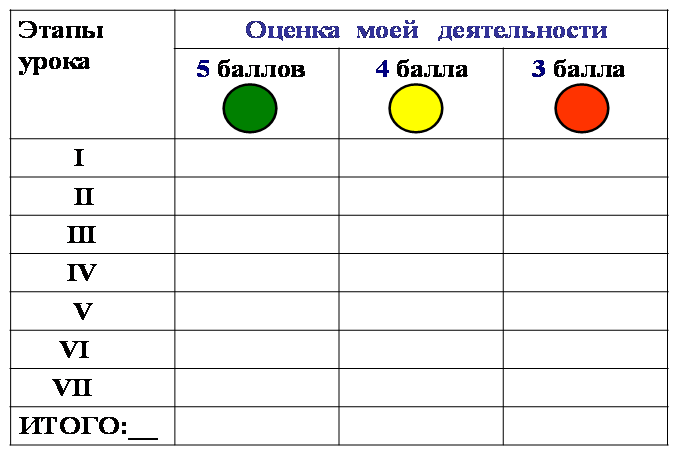 Этапы
урока
Оценка моей деятельности
5 баллов
4 балла
3 балла
I
II
III
IV
V
VI
VII
ИТОГО:__